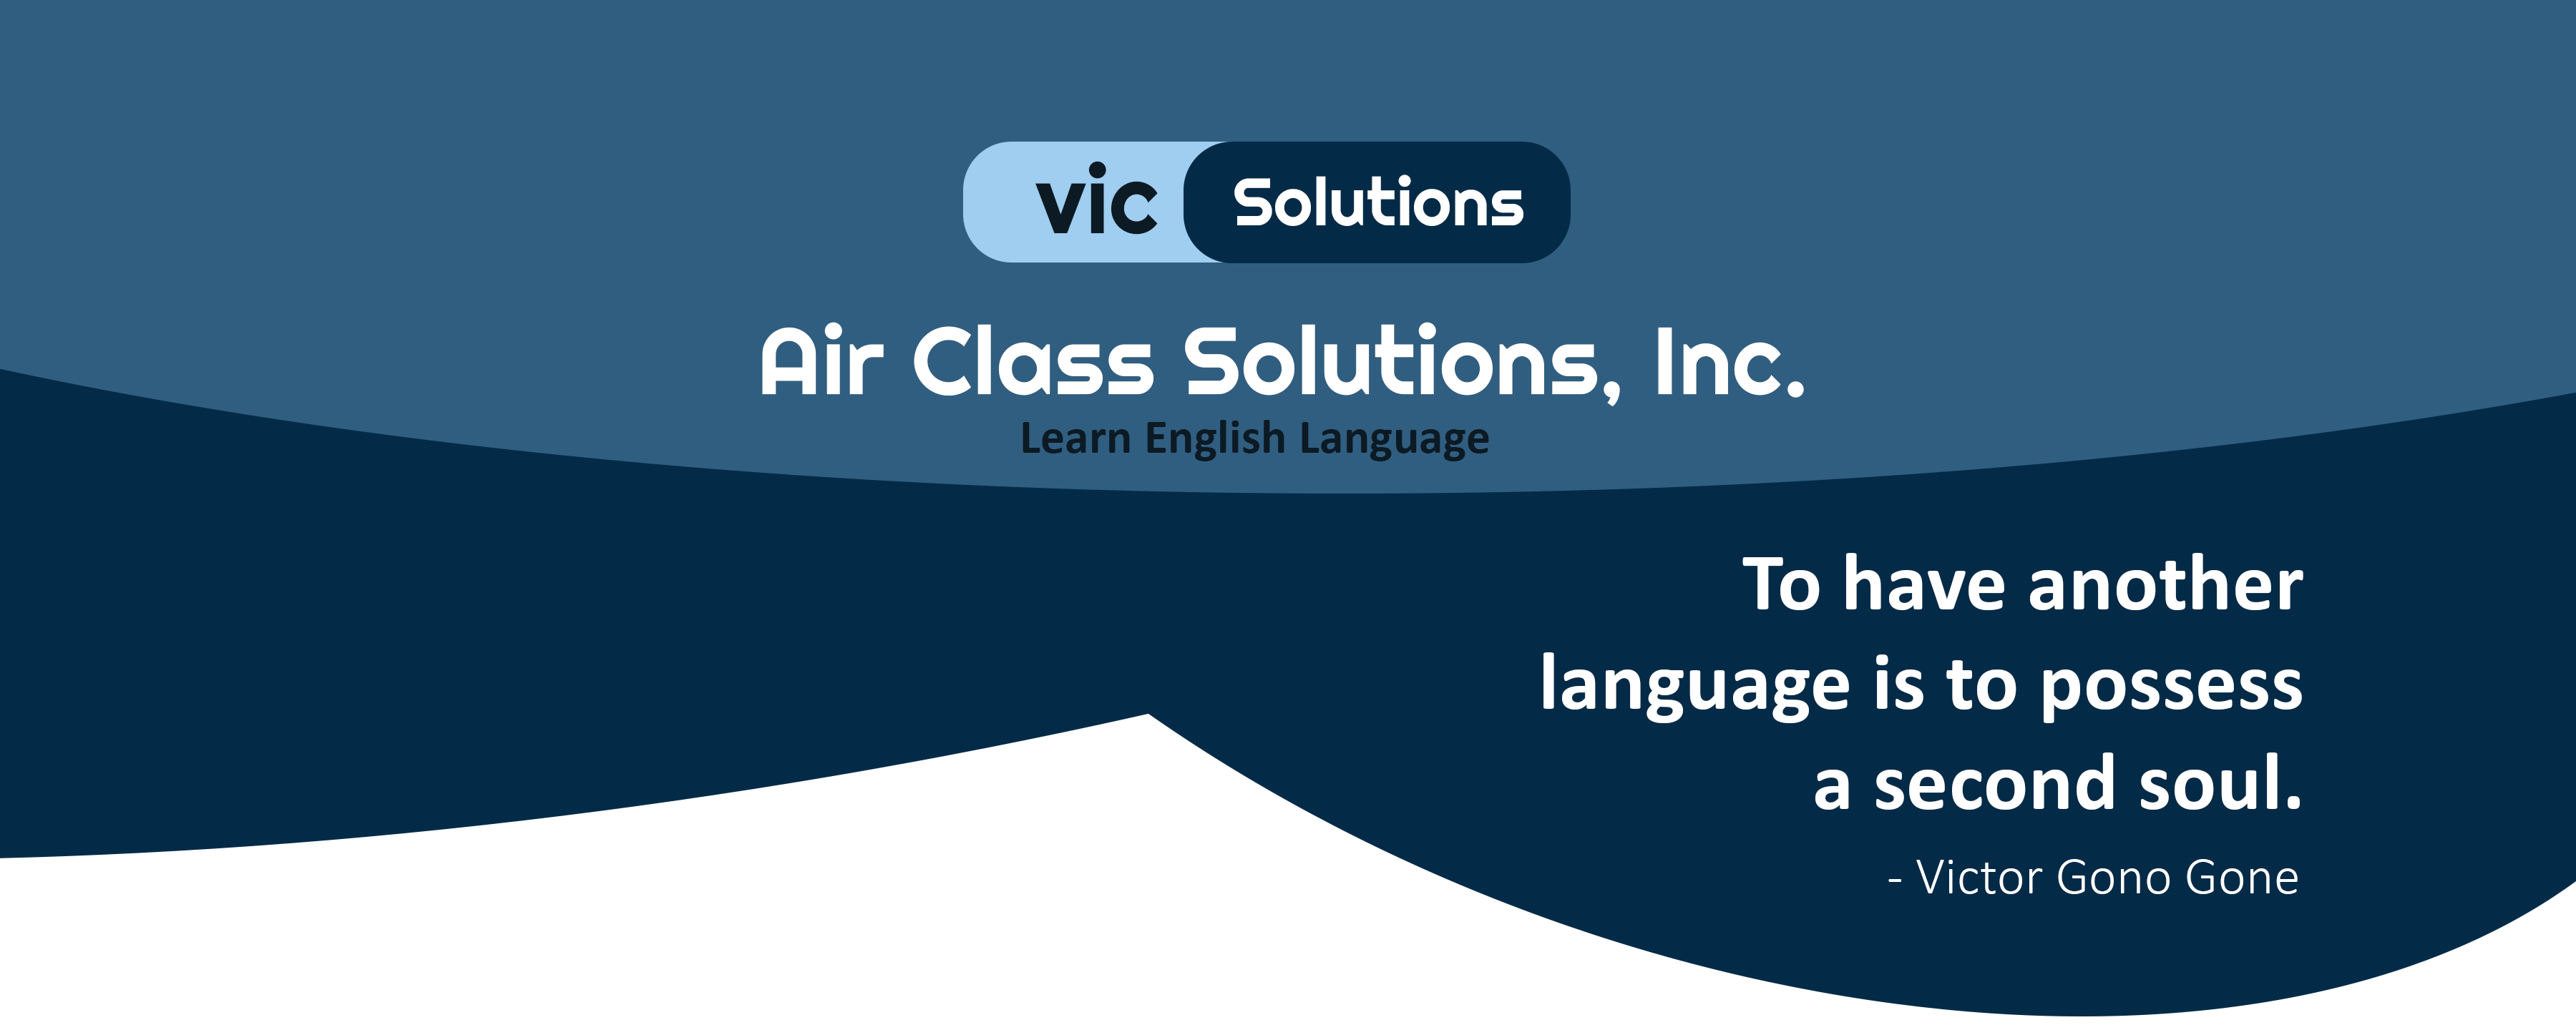 vic Solutions
Air Class Solutions, Inc.
Learn English Language
To have another
language is to possess
a second soul.
- Victor Gono Gone